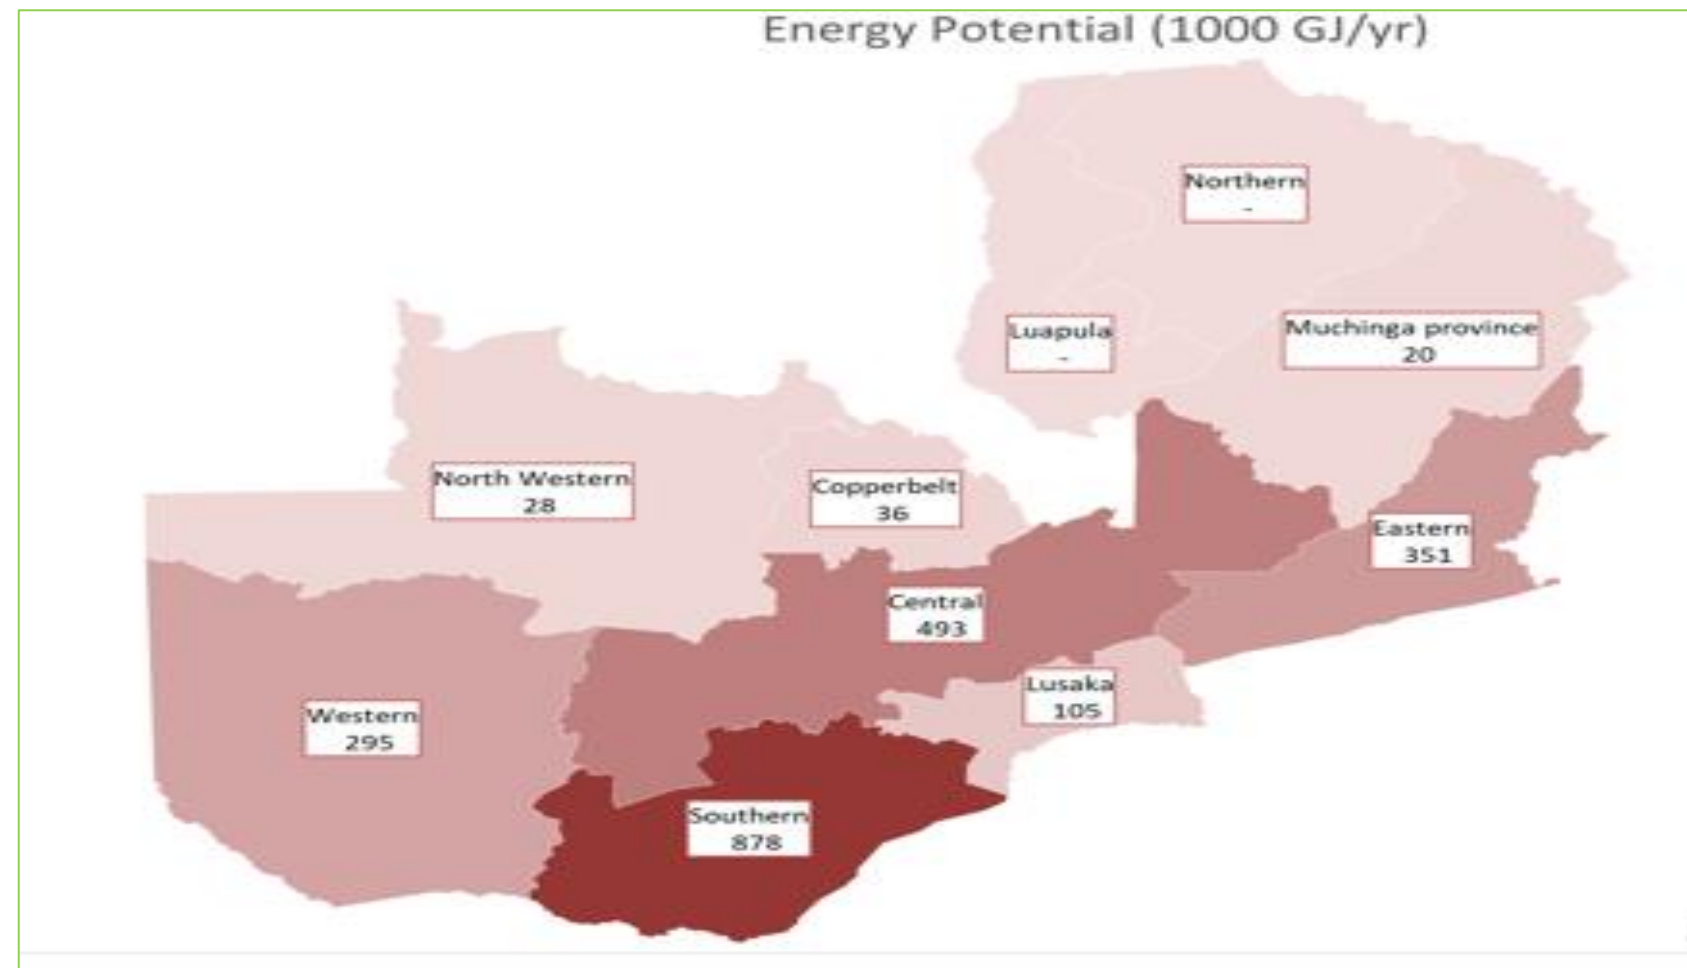 Energy Potential (1000 GJ/yr)
Northern
-
Luapula
-
Muchinga province
20
North Western
28
Copperbelt
36
Eastern
351
Central
493
Lusaka
105
Western
295
Southern
878